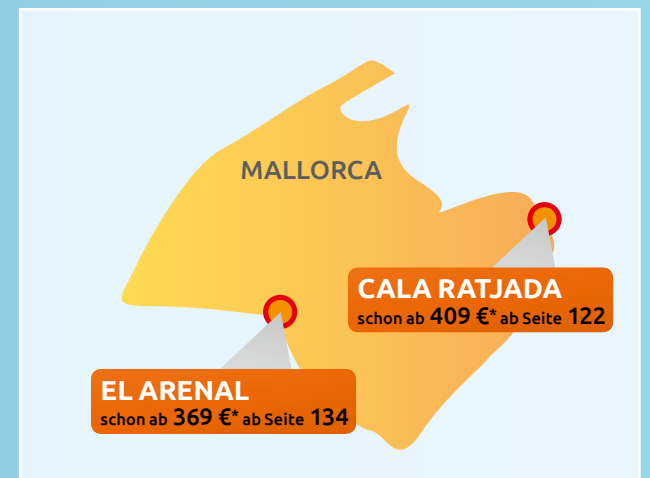 MALLORCA
CALA RATJADA
schon ab 409 €* ab Seite 122
EL ARENAL
schon ab 369 €* ab Seite 134